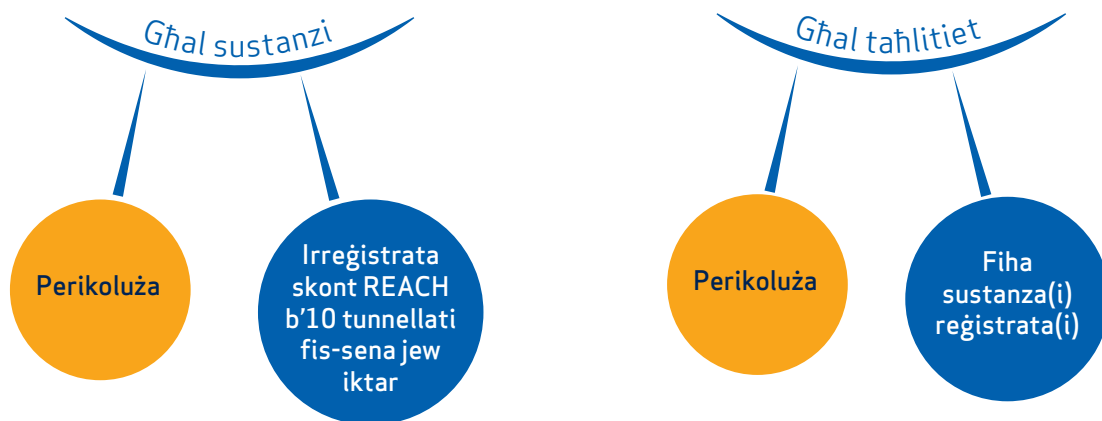 Għal sustanzi
Perikoluża
Irreġistrata
skont REACH
b'10 tunnellati
fis-sena jew
iktar
Għal taħlitiet
Perikoluża
Fiha
sustanza(i)
reġistrata(i)